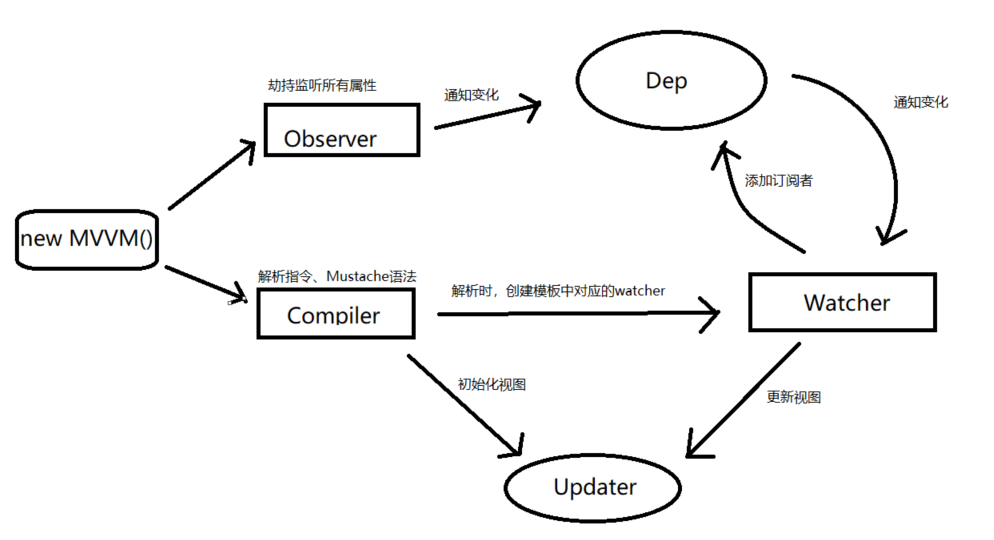 劫持监听所有属性
Observer
通知变化
Dep
通知变化
添加订阅者
new MVVM()
解析指令、Mustache语法
Compiler
解析时，创建模板中对应的watcher
Watcher
初始化视图
更新视图
Updater